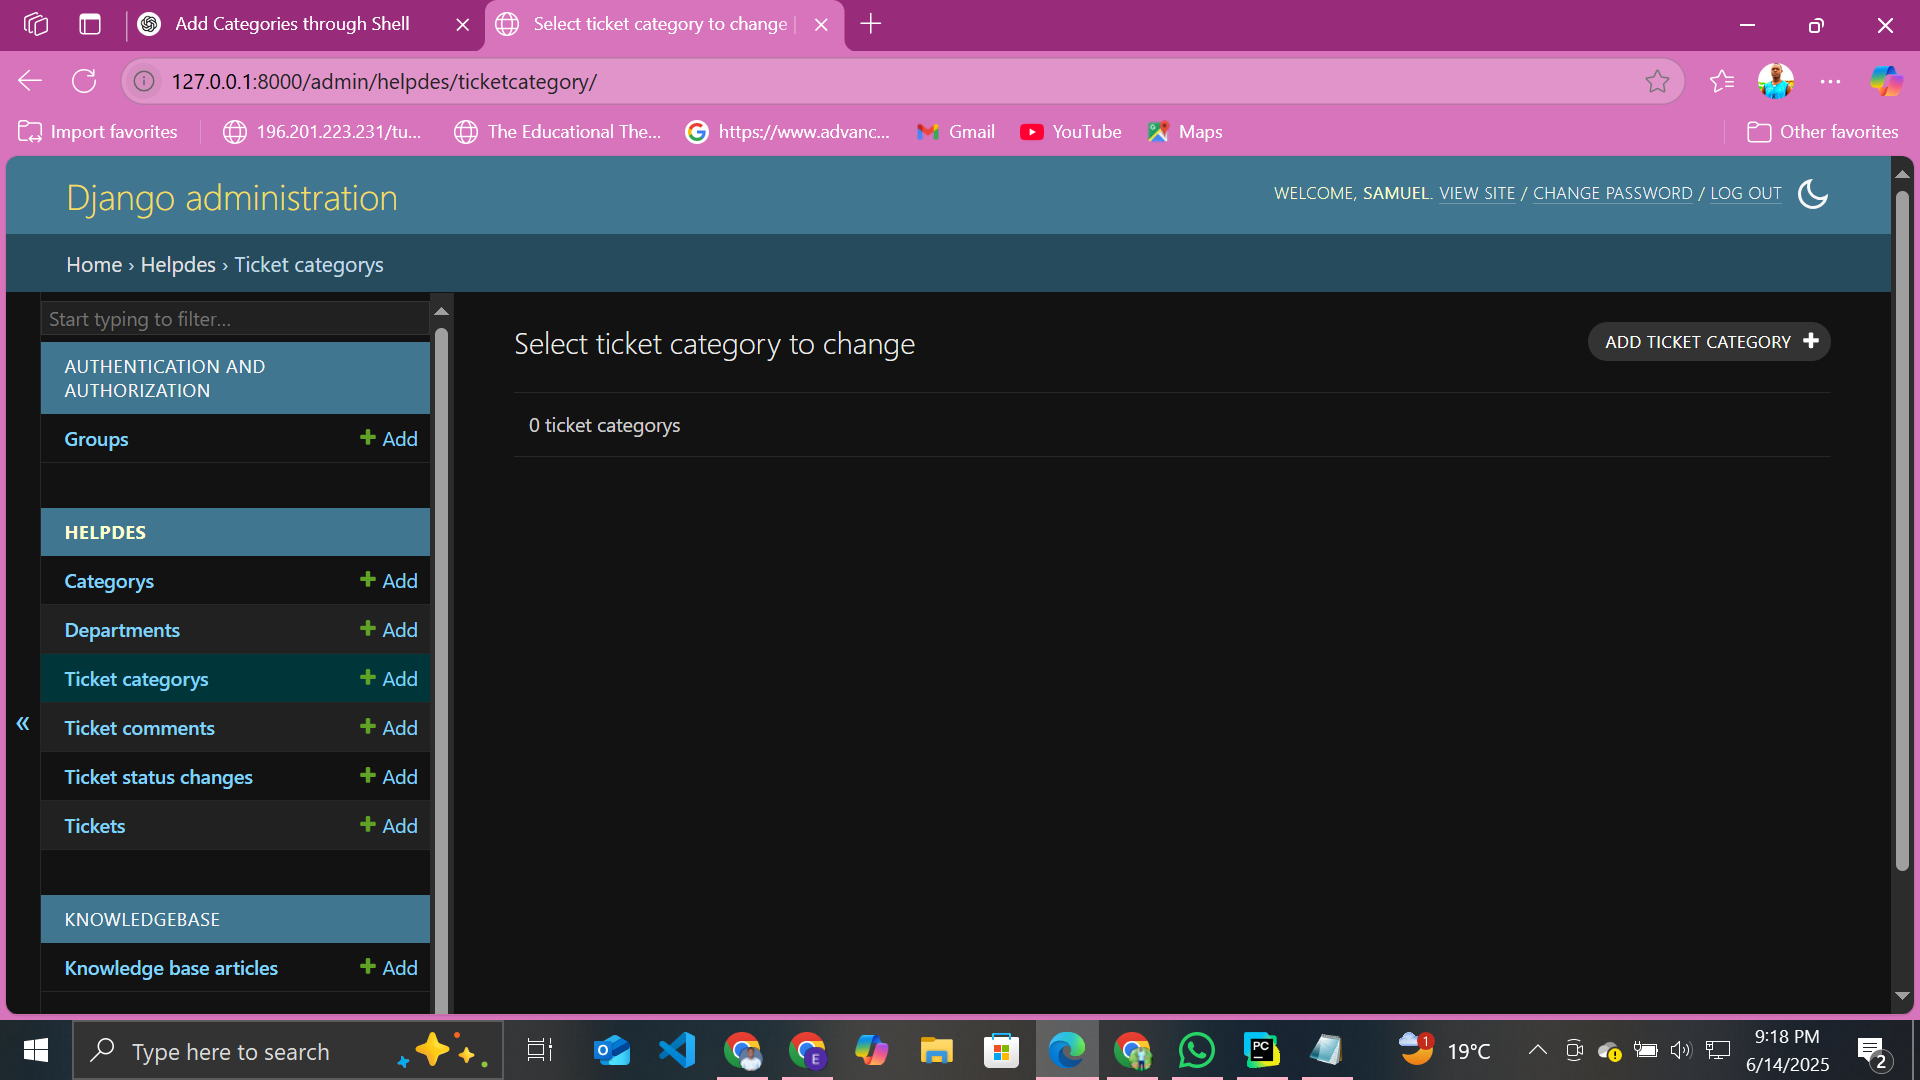 Add Categories through Shell
Select ticket category to change |
127.0.0.1:8000/admin/helpdes/ticketcategory/
Import favorites
196.201.223.231/tu...
The Educational The...
https://www.advanc...
Gmail
YouTube
Maps
Other favorites
Django administration
WELCOME, SAMUEL. VIEW SITE / CHANGE PASSWORD / LOG OUT
Home › Helpdes › Ticket categorys
Start typing to filter...
AUTHENTICATION AND
AUTHORIZATION
Groups
Add
HELPDES
Categorys
Add
Departments
Add
Ticket categorys
Add
Ticket comments
Add
Ticket status changes
Add
Tickets
Add
KNOWLEDGEBASE
Knowledge base articles
Add
«
Select ticket category to change
ADD TICKET CATEGORY
0 ticket categorys
Type here to search
E
PC
1
19°C
9:18 PM
6/14/2025
2